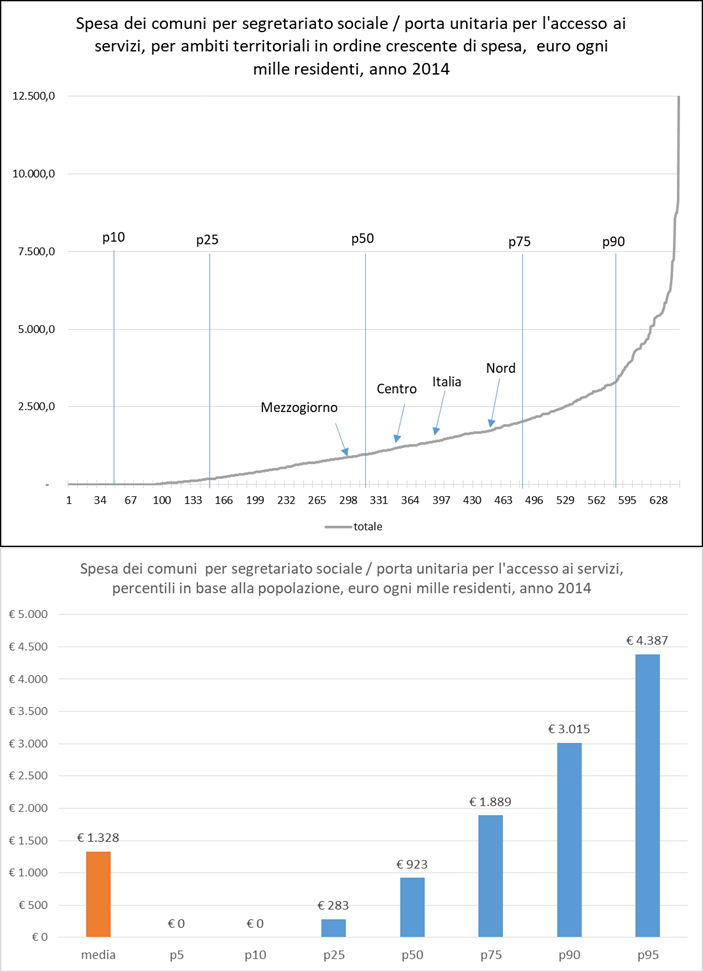 Spesa dei comuni per segretariato sociale / porta unitaria per l'accesso ai
servizi, per ambiti territoriali in ordine crescente di spesa,  euro ogni
mille residenti, anno 2014
12.500,0
10.000,0
7.500,0
5.000,0
2.500,0
-
p10
p25
p50
p75
p90
Mezzogiorno
Centro
Italia
Nord
1 34 67 100 133 166 199 232 265 298 331 364 397 430 463 496 529 562 595 628
totale
Spesa dei comuni  per segretariato sociale / porta unitaria per l'accesso ai servizi,
percentili in base alla popolazione, euro ogni mille residenti, anno 2014
€ 5.000
€ 4.500
€ 4.000
€ 3.500
€ 3.000
€ 2.500
€ 2.000
€ 1.500
€ 1.000
€ 500
€ 0
€ 1.328
€ 0
€ 0
€ 283
€ 923
€ 1.889
€ 3.015
€ 4.387
media p5 p10 p25 p50 p75 p90 p95